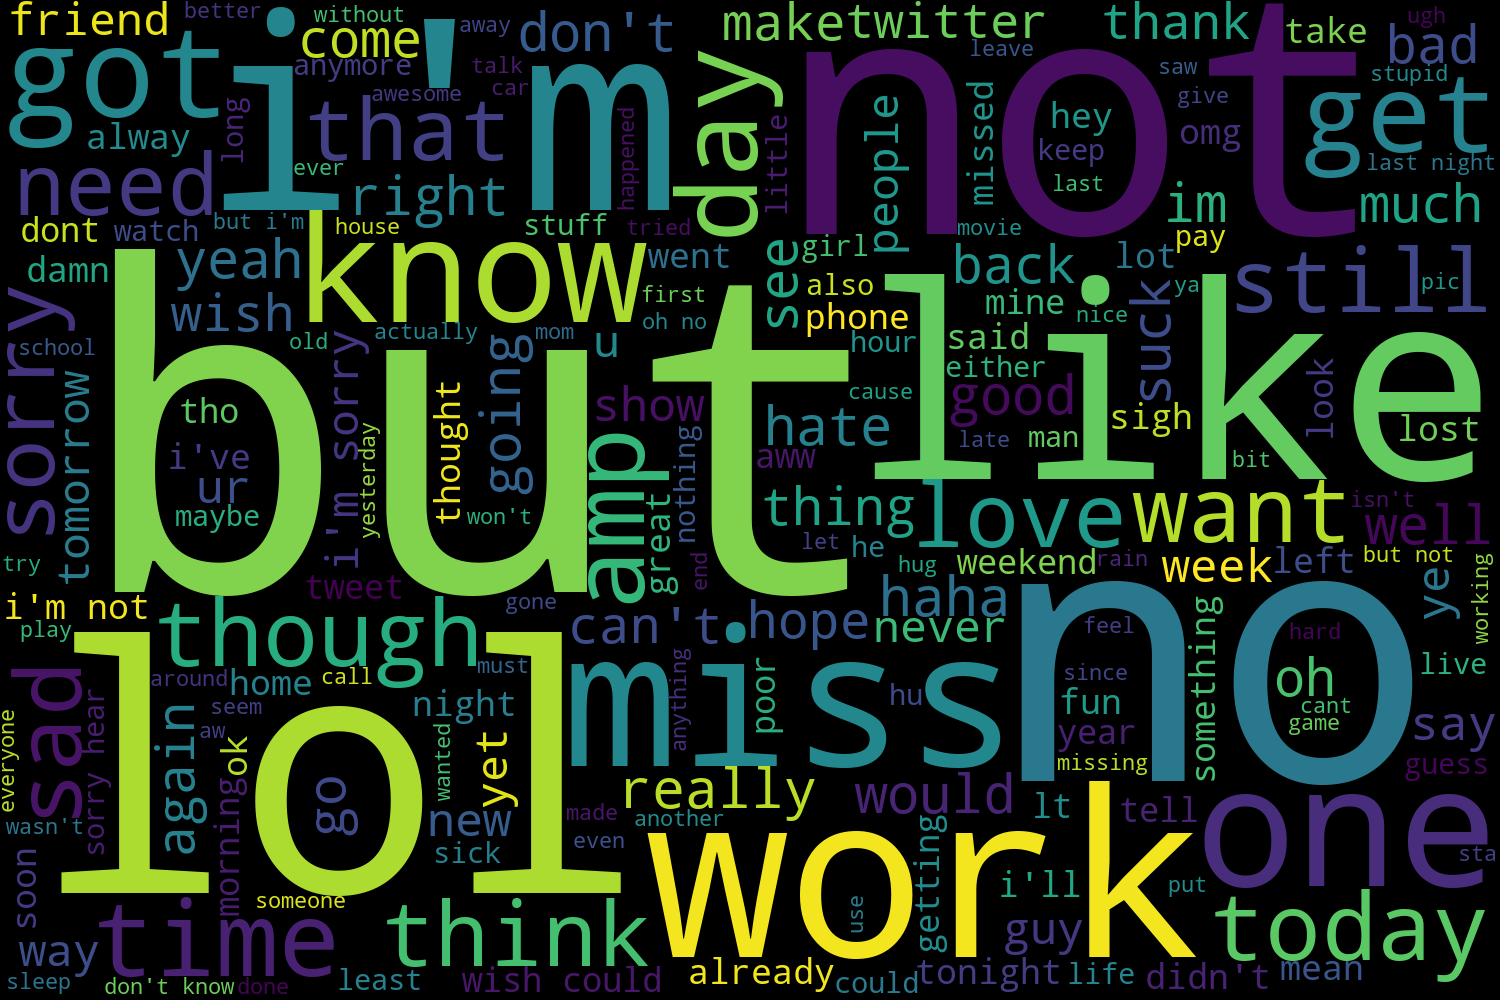 friend
better
without
away
come
don't
make
twitter
thank
take
ugh
bad
got
i'm
anymore
talk
car
awesome
not
leave
saw
stupid
get
give
alway
long
that
happened
day
little
people
missed
hey
keep
omg
last
last night
need
ever
right
im
much
dont
watch
but i'm
house
stuff
tried
movie
pay
damn
yeah
know
went
see
girl
back
lot
still
sorry
wish
first
also
mine
suck
ya
pic
phone
nice
school
old
actually
mom
oh no
u
hour
said
either
look
but
like
tomorrow
tho
i'm sorry
thought
going
show
cause
good
hate
late
man
sigh
lost
i've
ur
maybe
yesterday
won't
amp
great
nothing
aww
bit
thing
love
want
isn't
well
try
let
he
hug
weekend
rain
week
left
but not
ye
working
tweet
end
i'm not
gone
play
though
can't
hope
haha
never
feel
hard
something
lol
miss
no
oh
live
sad
around
home
call
must
anything
poor
hu
since
fun
cant
game
say
everyone
sorry hear
again
seem
aw
ok
night
wanted
yet
year
missing
guess
go
really
would
lt
tell
one
wasn't
morning
new
sick
made
even
another
work
getting
sta
soon
someone
i'll
put
time
think
use
guy
today
way
sleep
don't know
done
least
wish could
already
could
tonight
life
didn't
mean